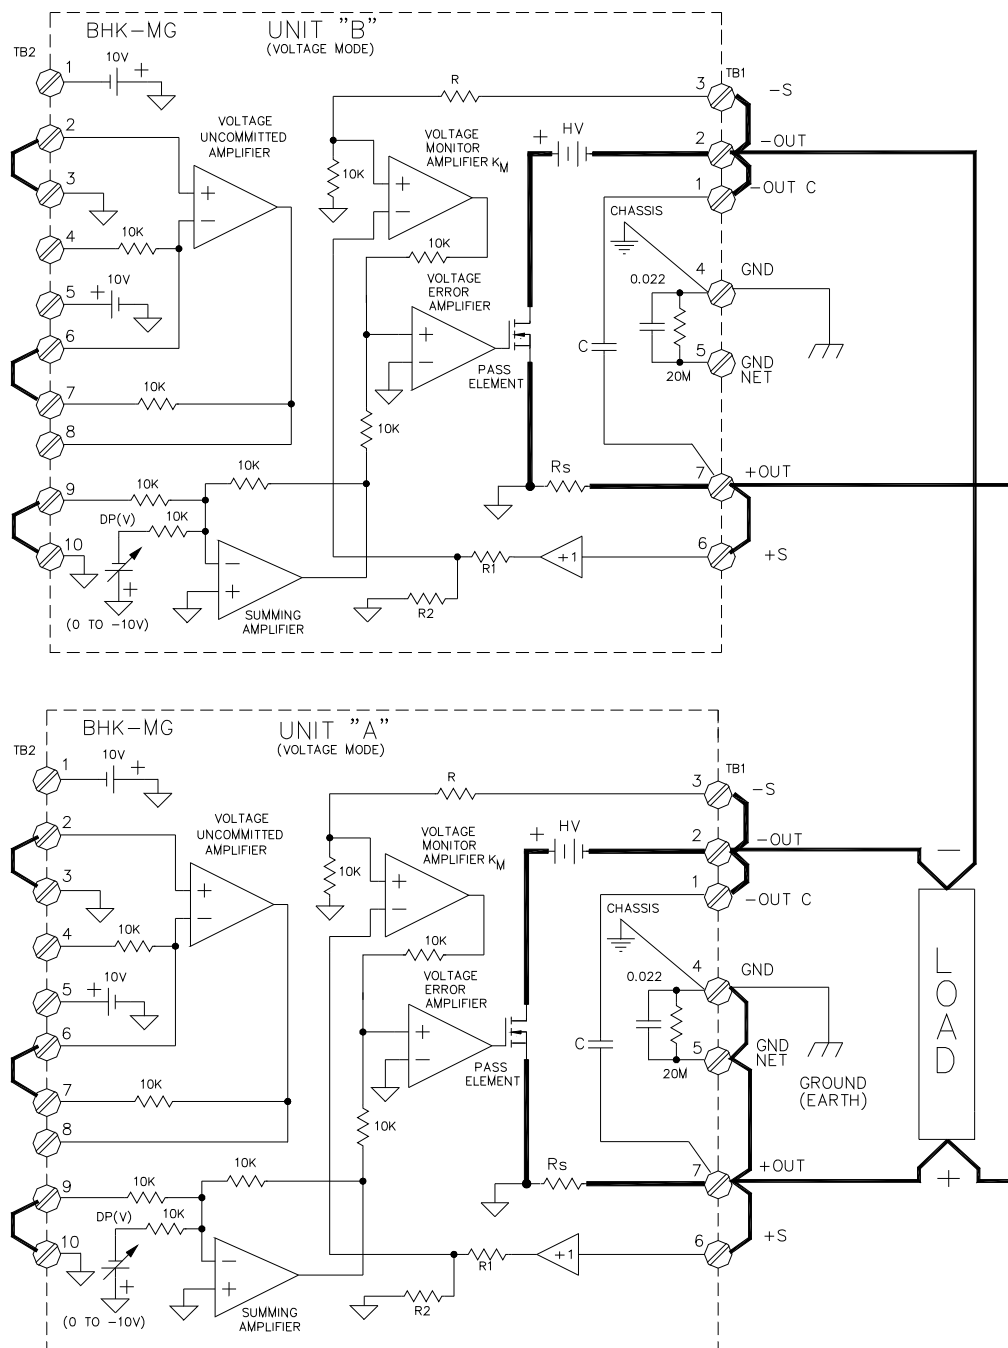 BHK-MG
UNIT "B"
(VOLTAGE MODE)
TB2
1
10V
+
2
3
4
10K
5
+
10V
6
7
10K
8
9
10K
10
DP(V)
10K
+
(0 TO -10V)
VOLTAGE
UNCOMMITTED
AMPLIFIER
+
-
10K
-
+
SUMMING
AMPLIFIER
R
10K
VOLTAGE
MONITOR
AMPLIFIER KM
+
-
10K
VOLTAGE
ERROR
AMPLIFIER
+
-
PASS
ELEMENT
10K
+
HV
C
Rs
R1
+1
R2
CHASSIS
0.022
20M
TB1
3
-S
2
-OUT
1
-OUT C
4
GND
5
GND
NET
7
+OUT
6
+S
BHK-MG
UNIT "A"
(VOLTAGE MODE)
TB2
1
10V
+
2
3
4
10K
5
+
10V
6
7
10K
8
9
10K
10
DP(V)
10K
+
(0 TO -10V)
VOLTAGE
UNCOMMITTED
AMPLIFIER
+
-
10K
-
+
SUMMING
AMPLIFIER
R
10K
VOLTAGE
MONITOR
AMPLIFIER KM
+
-
10K
VOLTAGE
ERROR
AMPLIFIER
+
-
PASS
ELEMENT
10K
+
HV
C
Rs
R1
+1
R2
CHASSIS
0.022
20M
TB1
3
-S
2
-OUT
1
-OUT C
4
GND
5
GND
NET
GROUND
(EARTH)
7
+OUT
6
+S
-
LOAD
+